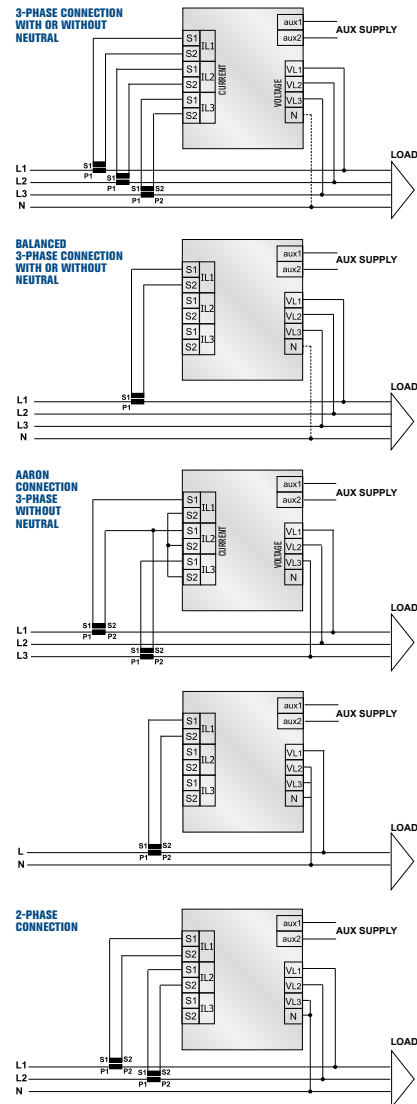 3-PHASE CONNECTION
WITH OR WITHOUT
NEUTRAL
aux1
aux2
AUX SUPPLY
S1
S2
IL1
S1
S2
IL2
S1
S2
IL3
CURRENT
VOLTAGE
VL1
VL2
VL3
N
LOAD
L1
S1
P1
L2
S1
P1
L3
S1 S2
P1 P2
N
BALANCED
3-PHASE CONNECTION
WITH OR WITHOUT
NEUTRAL
aux1
aux2
AUX SUPPLY
S1
S2
IL1
S1
S2
IL2
S1
S2
IL3
VL1
VL2
VL3
N
LOAD
L1
S1
P1
L2
L3
N
AARON
CONNECTION
3-PHASE
WITHOUT
NEUTRAL
aux1
aux2
AUX SUPPLY
S1
S2
IL1
S1
S2
IL2
S1
S2
IL3
CURRENT
VOLTAGE
VL1
VL2
VL3
N
LOAD
L1
S1 S2
P1 P2
L2
L3
S1 S2
P1 P2
aux1
aux2
AUX SUPPLY
S1
S2
IL1
S1
S2
IL2
S1
S2
IL3
VL1
VL2
VL3
N
LOAD
L
S1 S2
P1 P2
N
2-PHASE
CONNECTION
aux1
aux2
AUX SUPPLY
S1
S2
IL1
S1
S2
IL2
S1
S2
IL3
VL1
VL2
VL3
N
LOAD
L1
S1 S2
P1 P2
L2
S1 S2
P1 P2
N